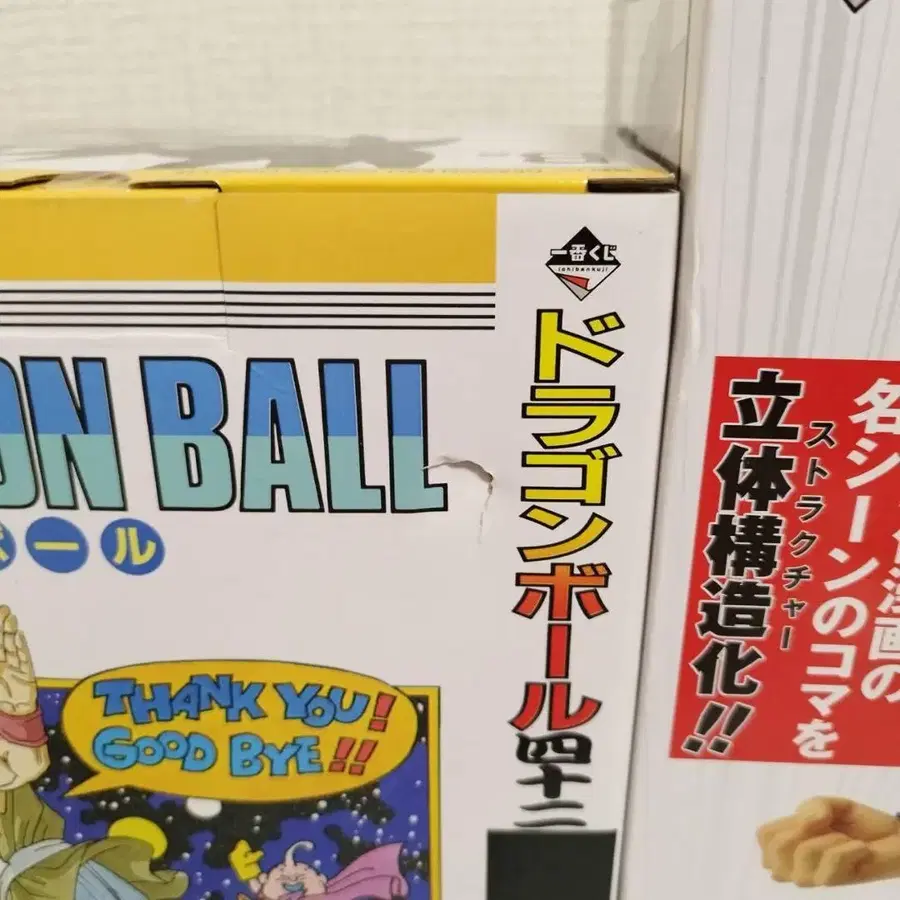 ON BALL
ボール
THANK YOU!
GOOD BYE!!
一番くじ
ichibankuji
ドラゴンボール四十二
名シーンのコマを
ストラクチャー
立体構造化!!